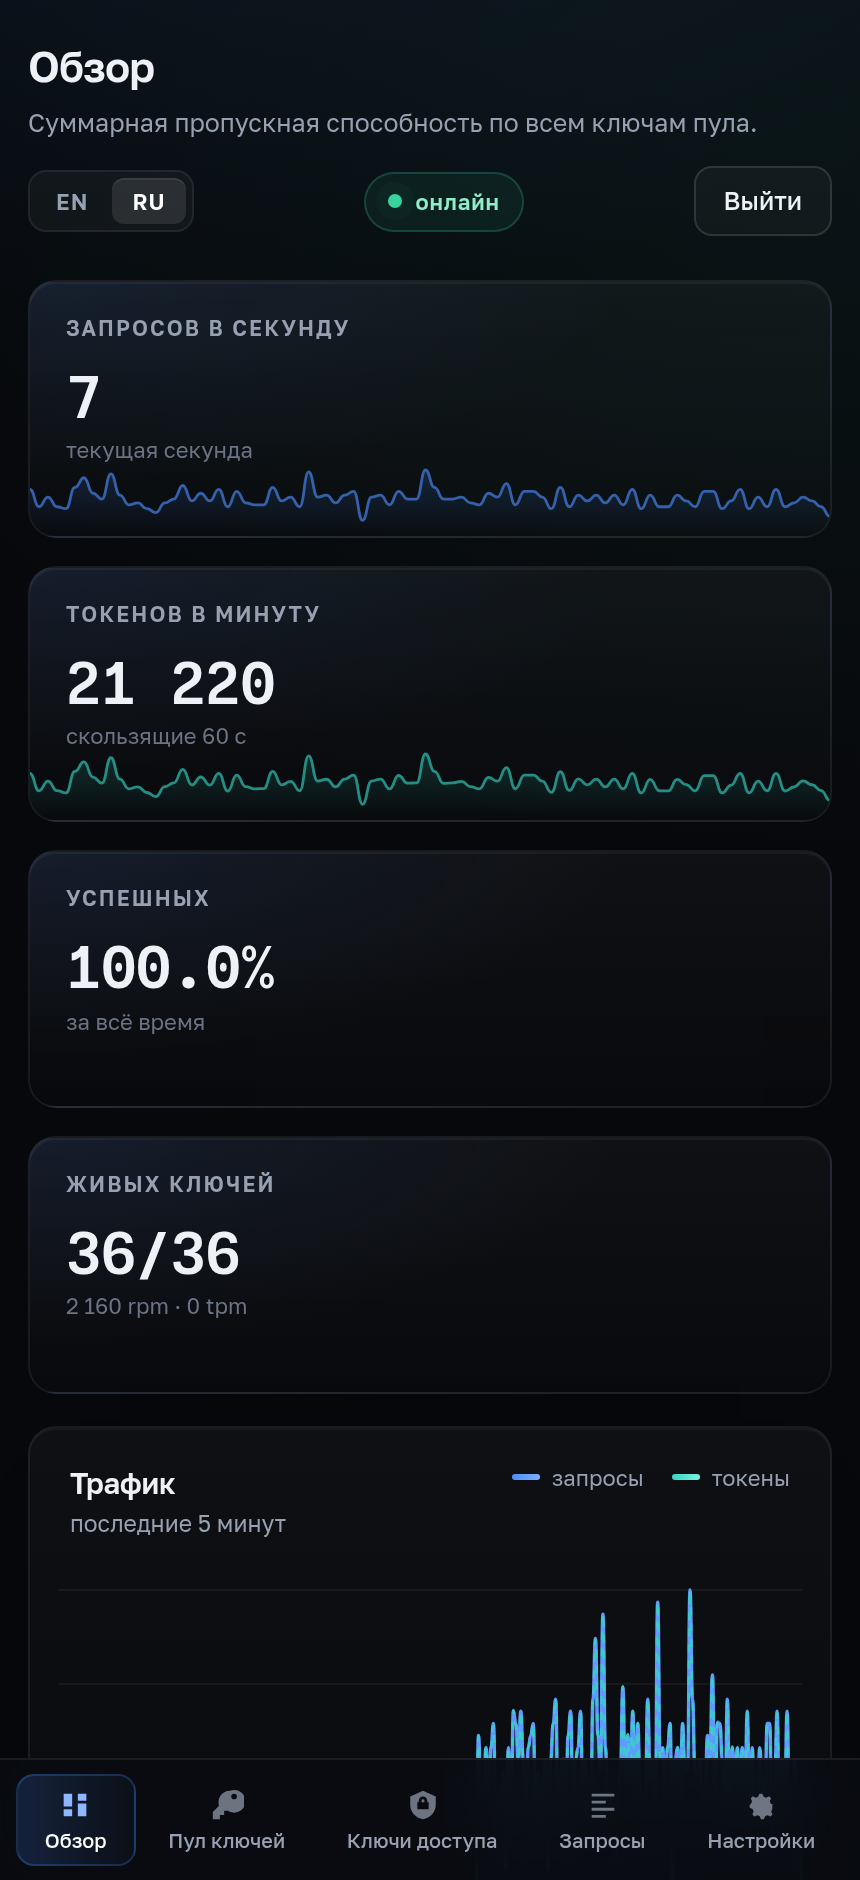 Обзор
Суммарная пропускная способность по всем ключам пула.
EN RU онлайн Выйти
ЗАПРОСОВ В СЕКУНДУ
7
текущая секунда
ТОКЕНОВ В МИНУТУ
21 220
скользящие 60 с
УСПЕШНЫХ
100.0%
за всё время
ЖИВЫХ КЛЮЧЕЙ
36/36
2 160 rpm · 0 tpm
Трафик запросы токены
последние 5 минут
Обзор Пул ключей Ключи доступа Запросы Настройки